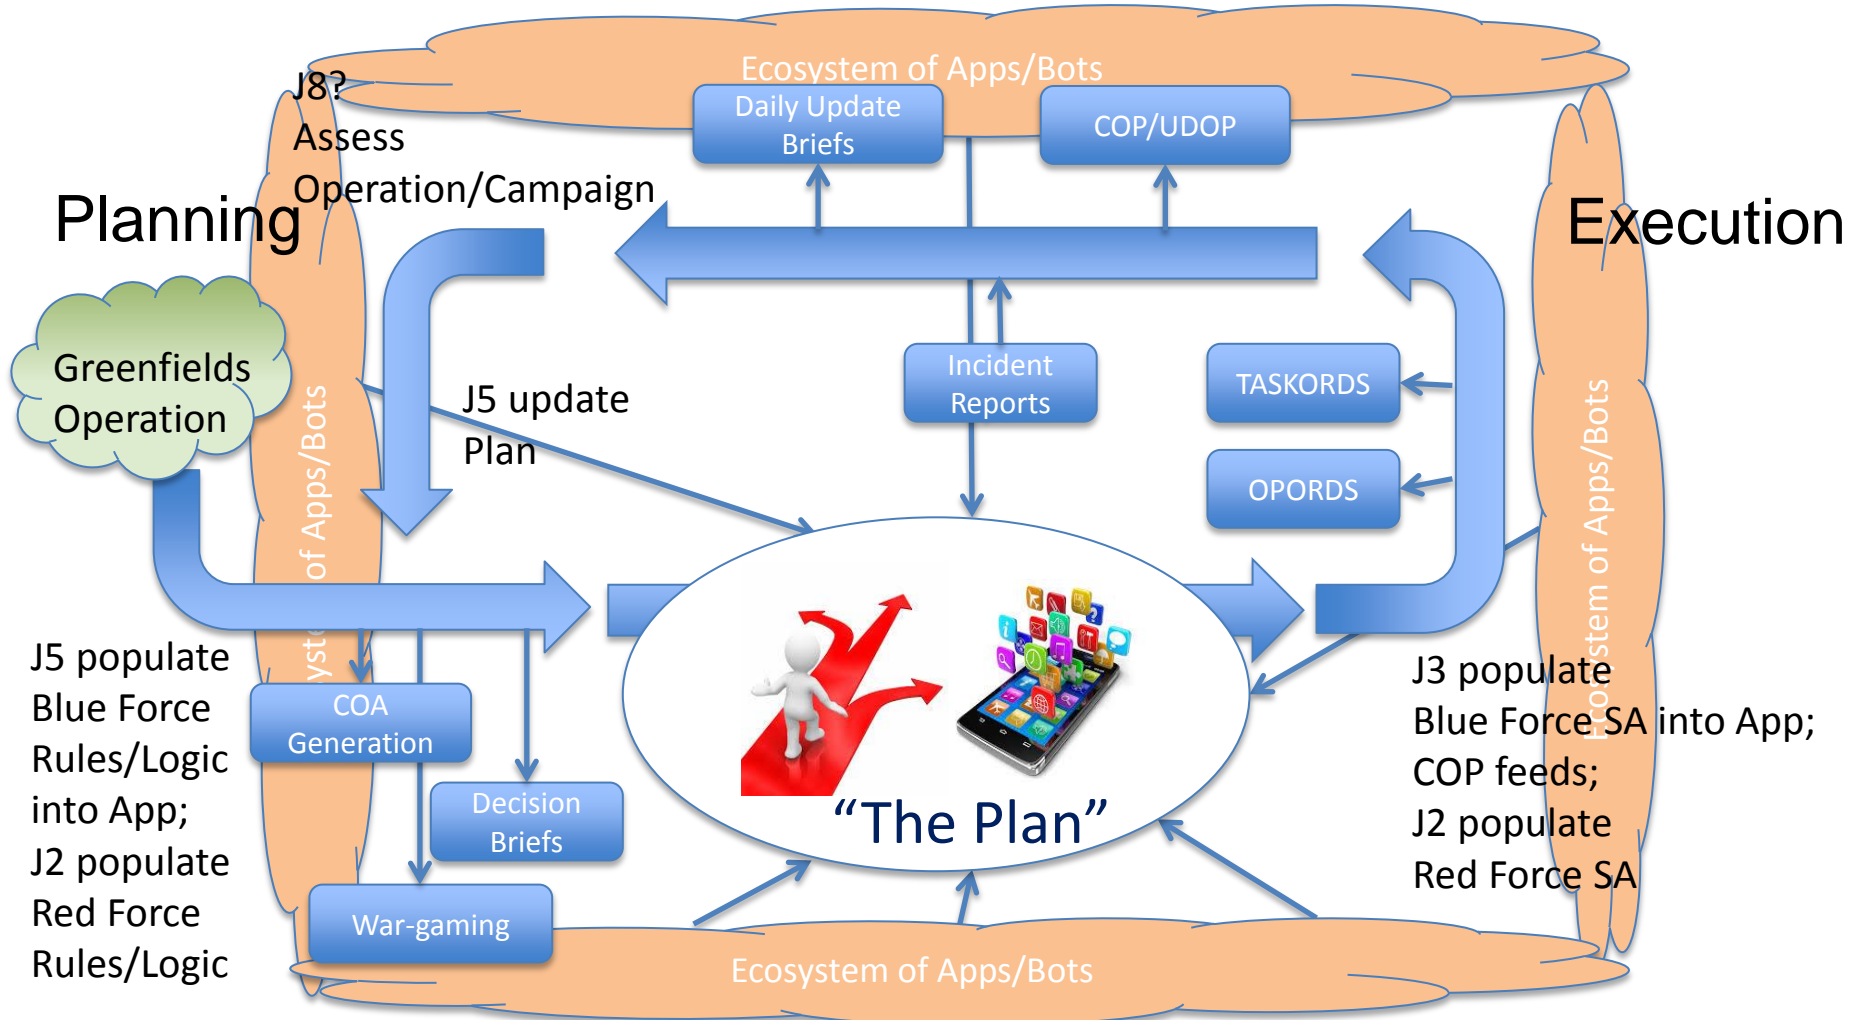 Ecosystem of Apps/Bots
J8?
Assess
Operation/Campaign
Daily Update
Briefs
COP/UDOP
Planning
Execution
Greenfields
Operation
J5 update
Plan
Incident
Reports
TASKORDS
OPORDS
ystem of Apps/Bots
Ecosystem of Apps/Bots
J5 populate
Blue Force
Rules/Logic
into App;
J2 populate
Red Force
Rules/Logic
COA
Generation
Decision
Briefs
War-gaming
“The Plan”
J3 populate
Blue Force SA into App;
COP feeds;
J2 populate
Red Force SA
Ecosystem of Apps/Bots